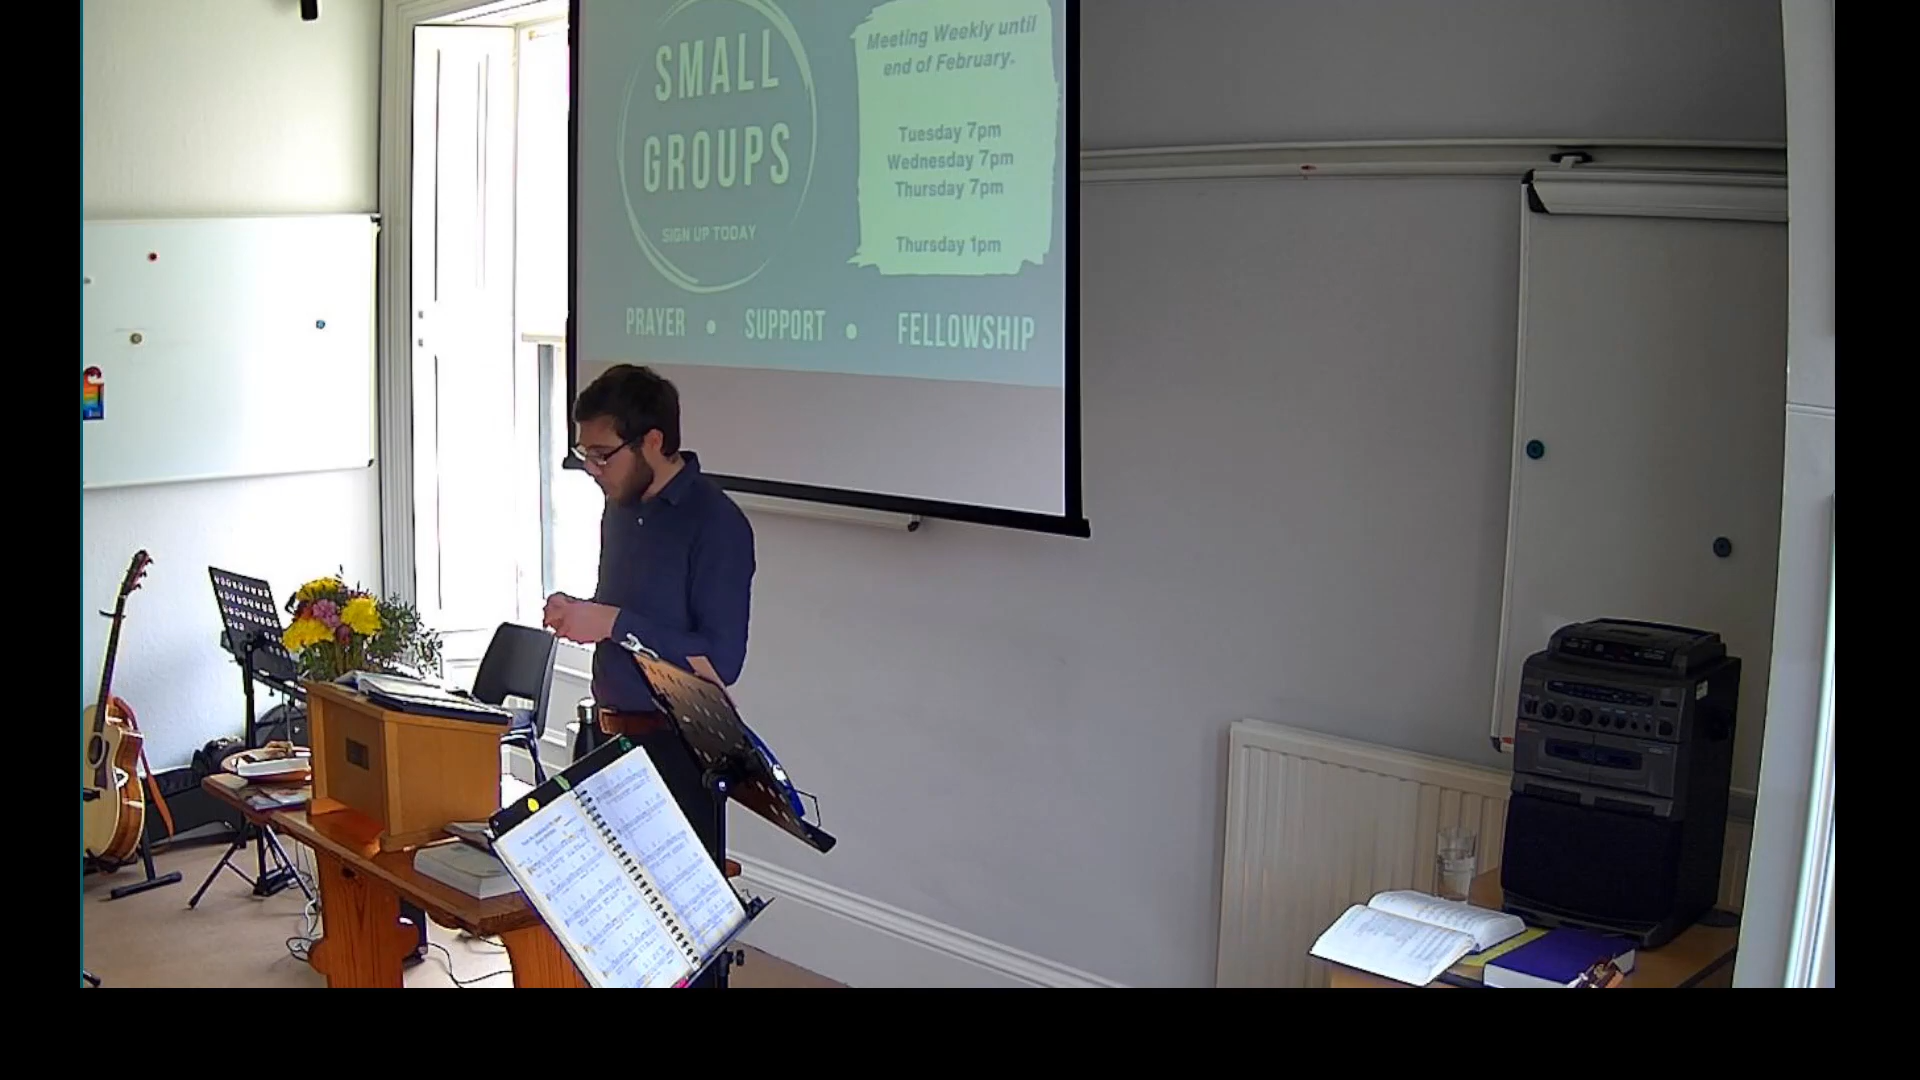 SMALL
GROUPS
SIGN UP TODAY
Meeting Weekly until
end of February.
Tuesday 7pm
Wednesday 7pm
Thursday 7pm
Thursday 1pm
PRAYER • SUPPORT • FELLOWSHIP